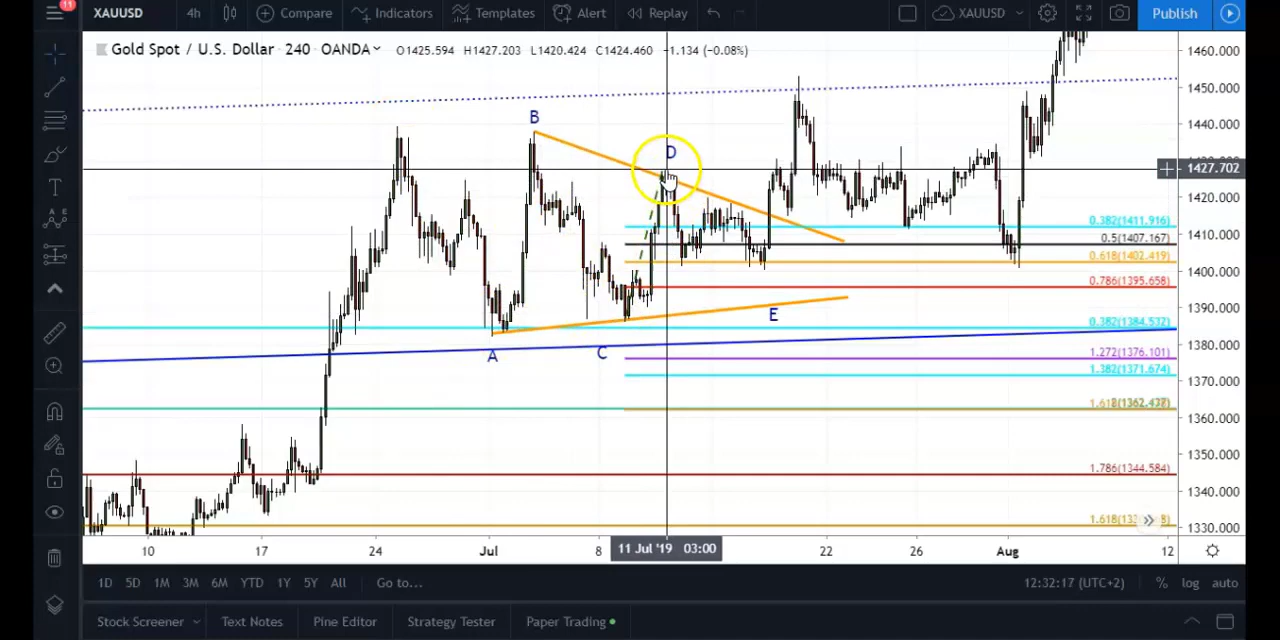 11
XAUUSD 4h Compare Indicators Templates Alert Replay XAUUSD Publish
Gold Spot / U.S. Dollar 240 OANDA O1425.594 H1427.203 L1420.424 C1424.460 −1.134 (−0.08%)
1460.000
1450.000
1440.000
1427.702
1420.000
1410.000
1400.000
1390.000
1380.000
1370.000
1360.000
1350.000
1340.000
1330.000
B
D
A
C
E
0.382(1411.916)
0.5(1407.167)
0.618(1402.419)
0.786(1395.658)
0.382(1384.532)
1.272(1376.101)
1.382(1371.674)
1.786(1344.584)
10 17 24 Jul 8 11 Jul '19 03:00 22 26 Aug 12
1D 5D 1M 3M 6M YTD 1Y 5Y All Go to... 12:32:17 (UTC+2) % log auto
Stock Screener Text Notes Pine Editor Strategy Tester Paper Trading